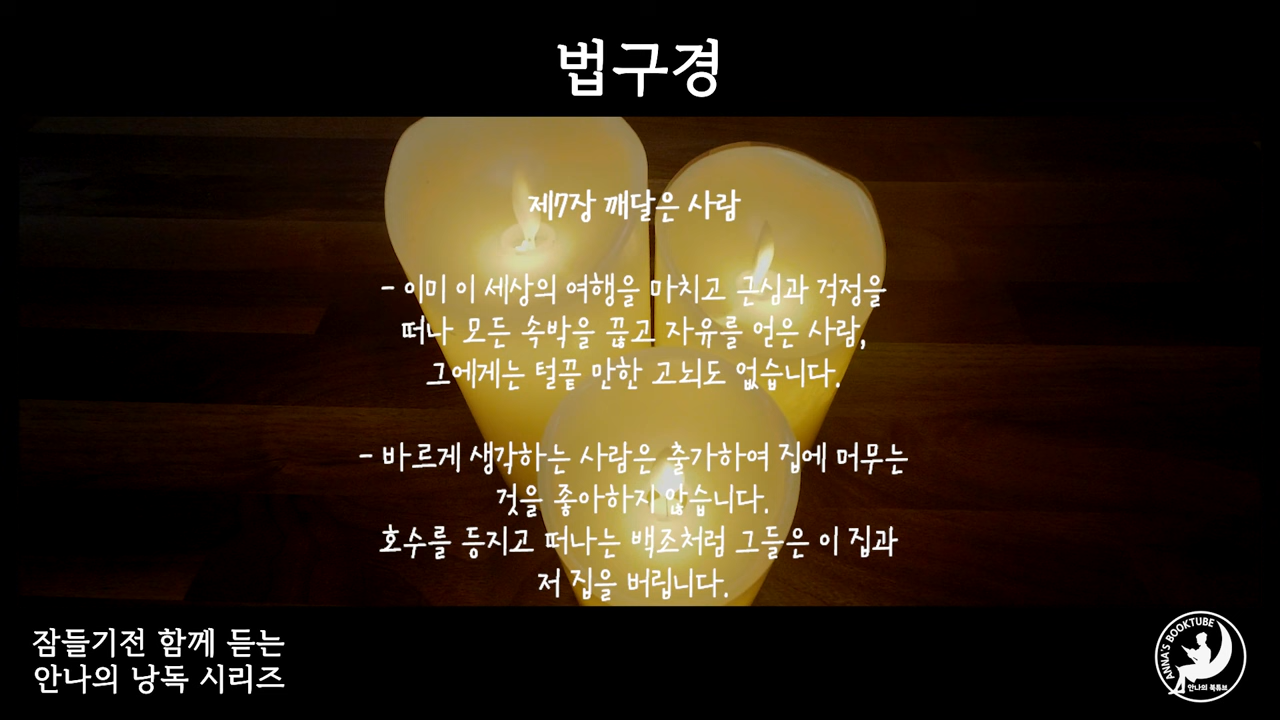 법구경
제7장 깨달은 사람
- 이미 이 세상의 여행을 마치고 근심과 걱정을
떠나 모든 속박을 끊고 자유를 얻은 사람,
그에게는 털끝 만한 고뇌도 없습니다.
- 바르게 생각하는 사람은 출가하여 집에 머무는
것을 좋아하지 않습니다.
호수를 등지고 떠나는 백조처럼 그들은 이 집과
저 집을 버립니다.
잠들기전 함께 듣는
안나의 낭독 시리즈
ANNA'S BOOKTUBE
안나의 북튜브